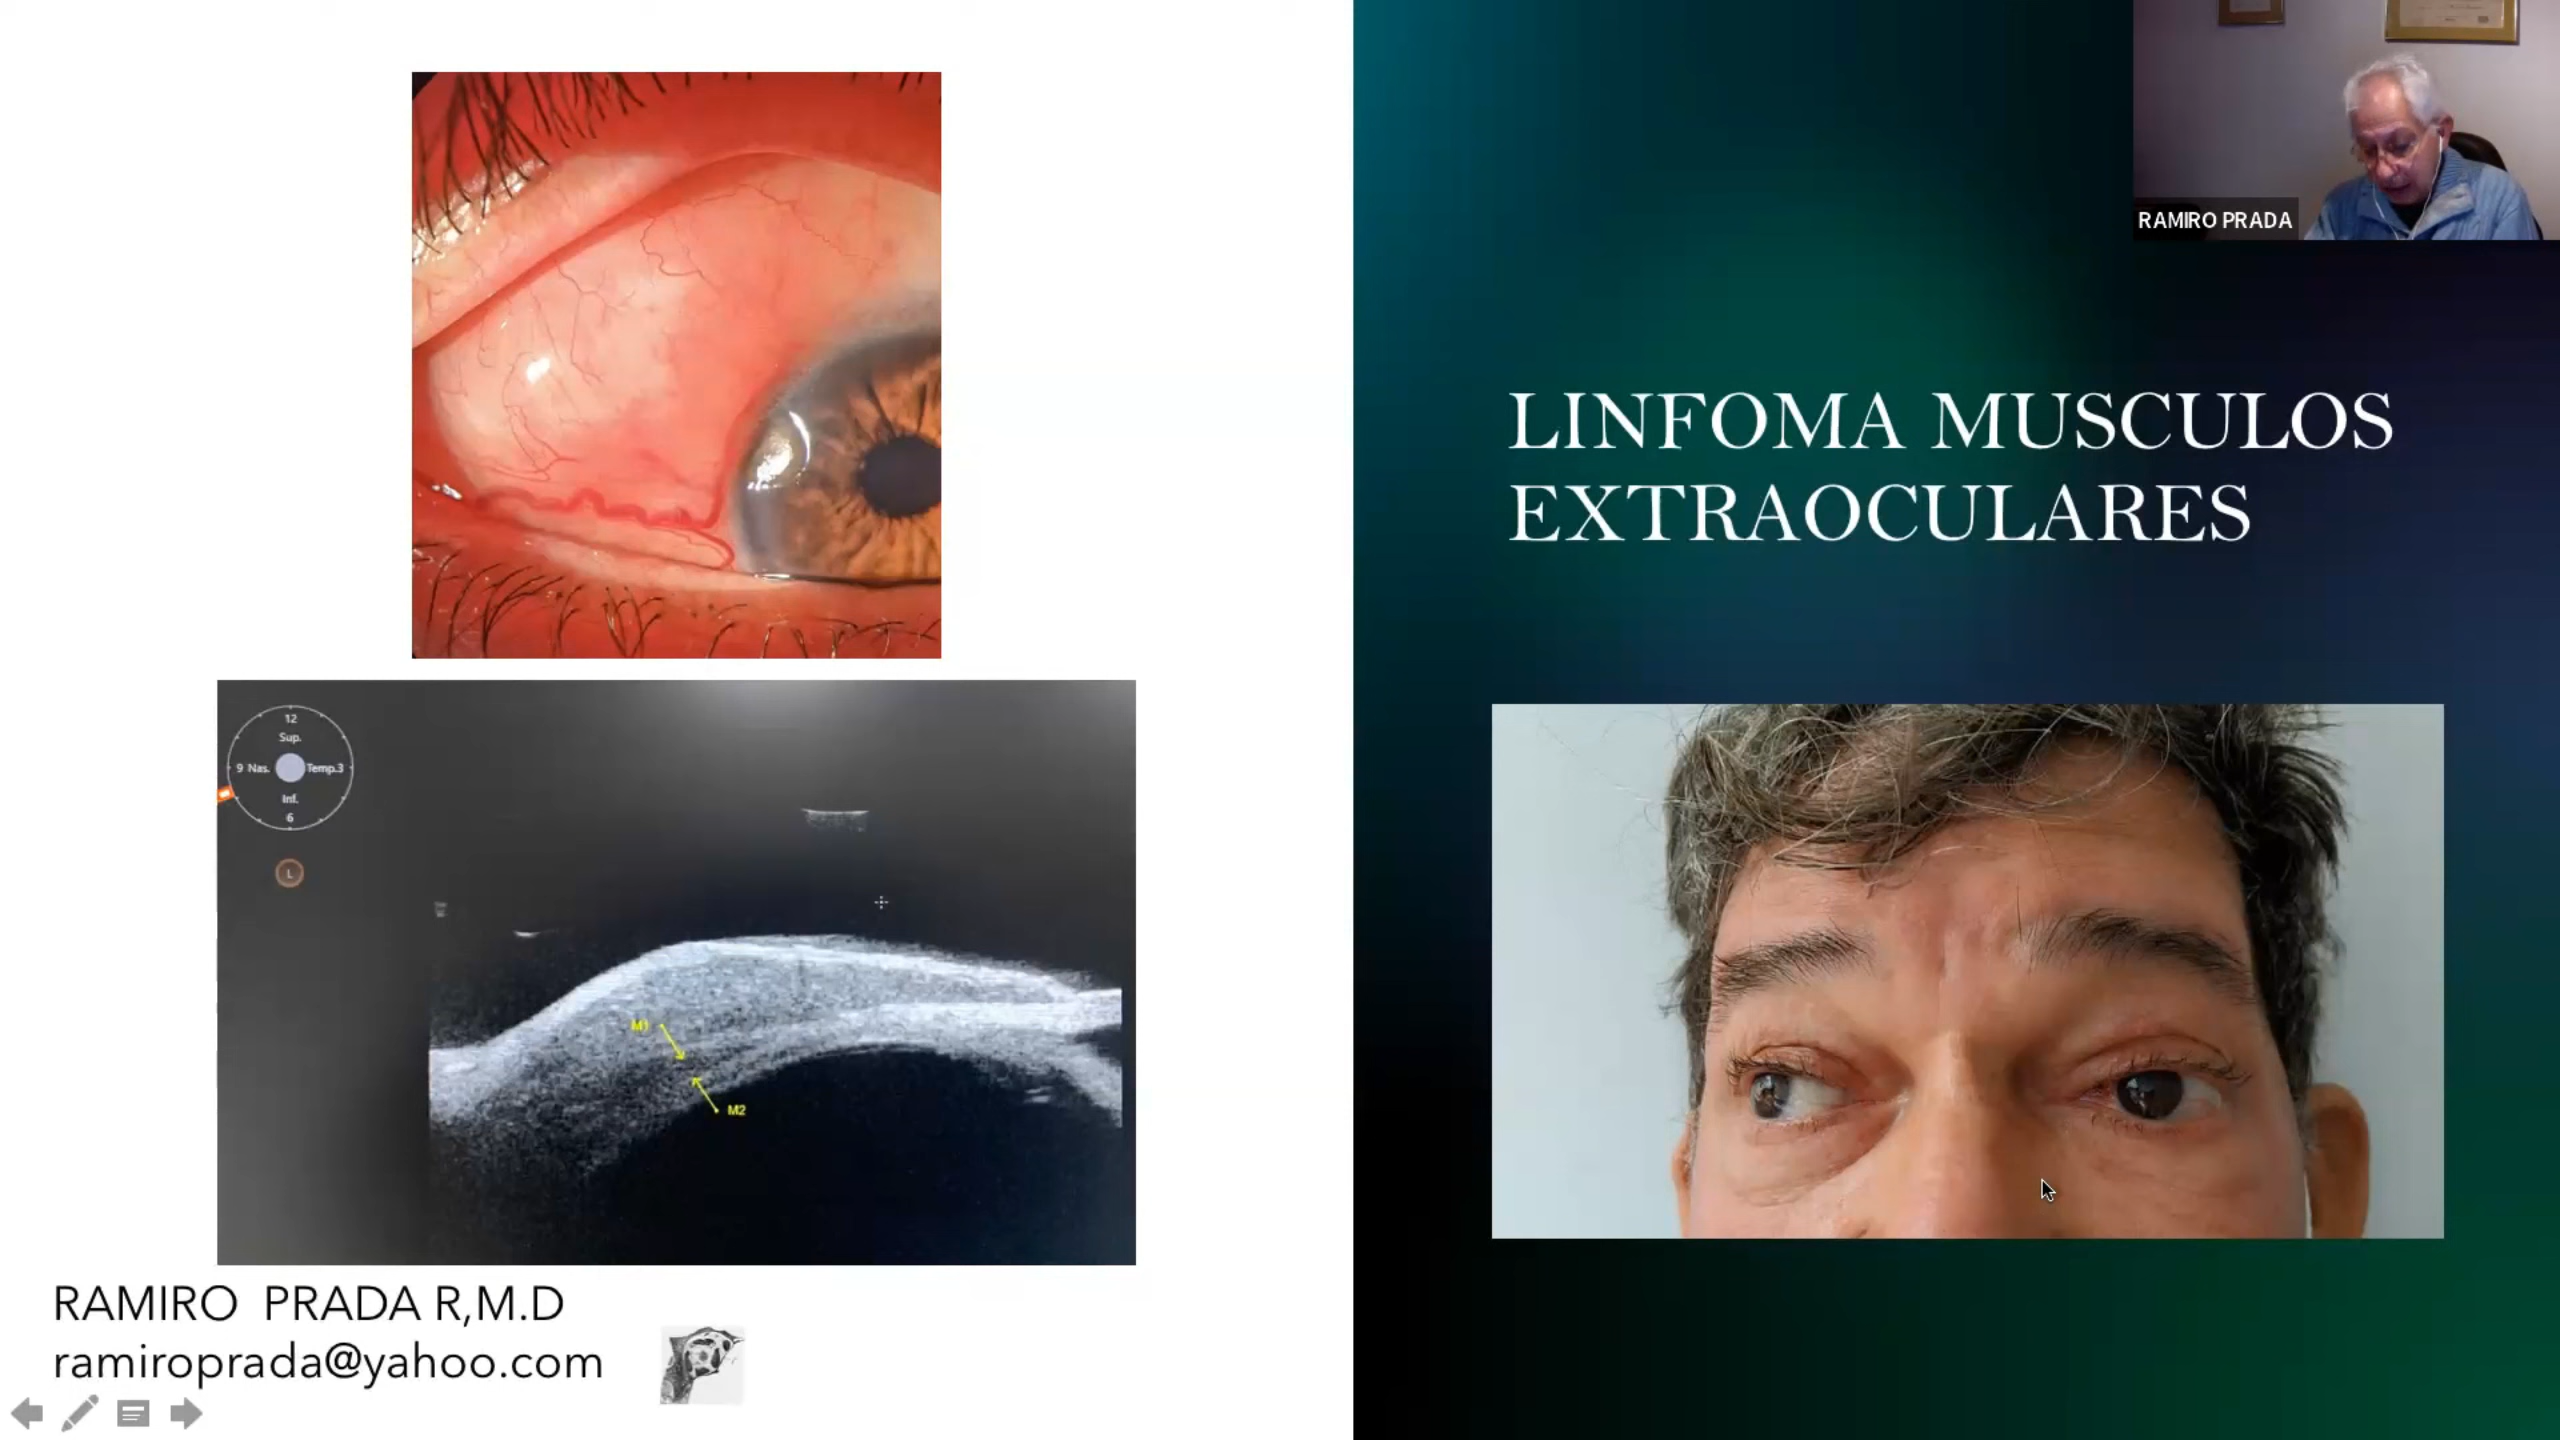 RAMIRO PRADA
LINFOMA MUSCULOS
EXTRAOCULARES
12
Sup.
9 Nas. Temp.3
Inf.
6
L
M1
M2
RAMIRO PRADA R,M.D
ramiroprada@yahoo.com